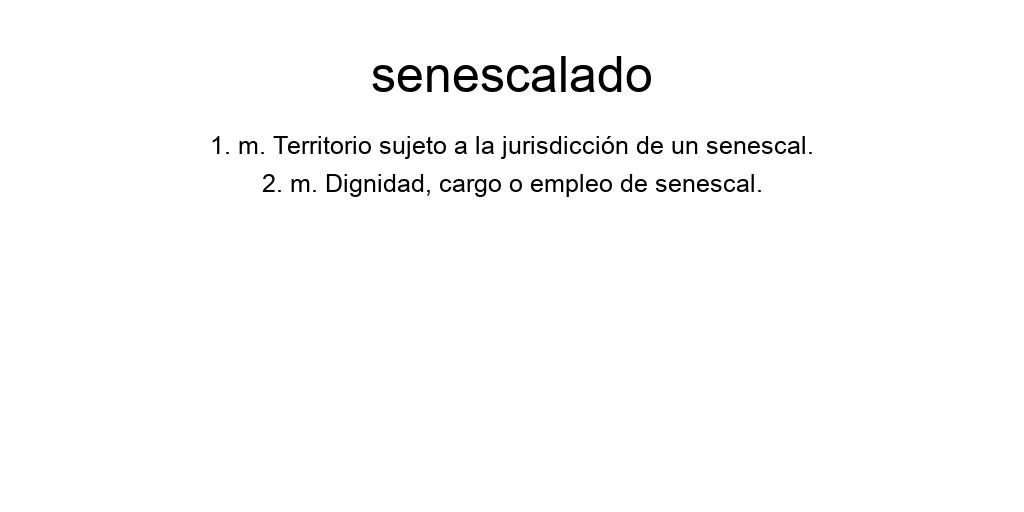 senescalado
1. m. Territorio sujeto a la jurisdicción de un senescal.
2. m. Dignidad, cargo o empleo de senescal.